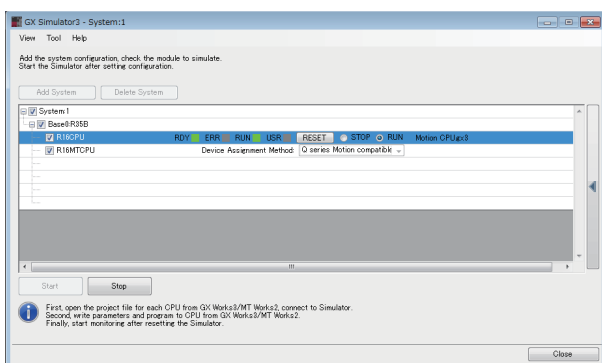 GX Simulator3 - System:1
View Tool Help
Add the system configuration, check the module to simulate.
Start the Simulator after setting configuration.
Add System Delete System
System:1
Base0:R35B
R16CPU RDY ERR RUN USR RESET STOP RUN Motion CPU.gx3
R16MTCPU Device Assignment Method: Q series Motion compatible
Start Stop
First, open the project file for each CPU from GX Works3/MT Works2, connect to Simulator.
Second, write parameters and program to CPU from GX Works3/MT Works2.
Finally, start monitoring after resetting the Simulator.
Close